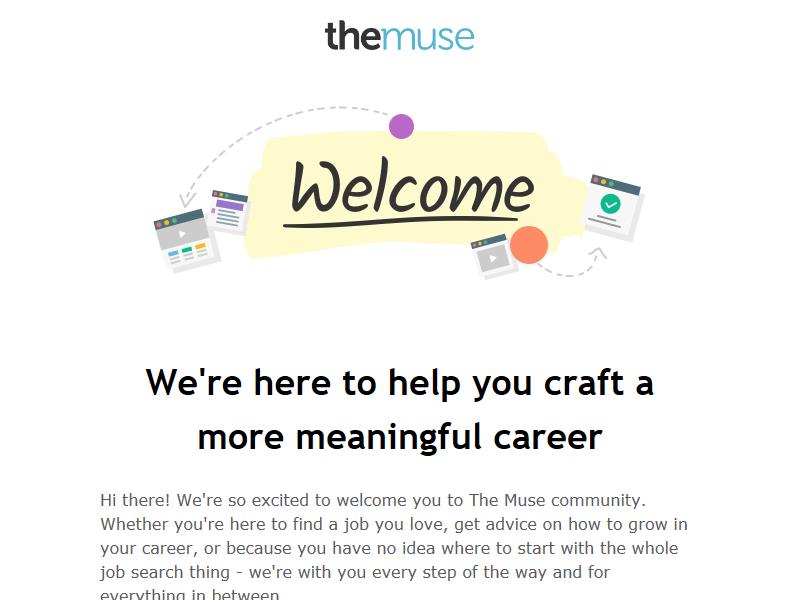 themuse
Welcome
We're here to help you craft a
more meaningful career
Hi there! We're so excited to welcome you to The Muse community.
Whether you're here to find a job you love, get advice on how to grow in
your career, or because you have no idea where to start with the whole
job search thing - we're with you every step of the way and for
everything in between